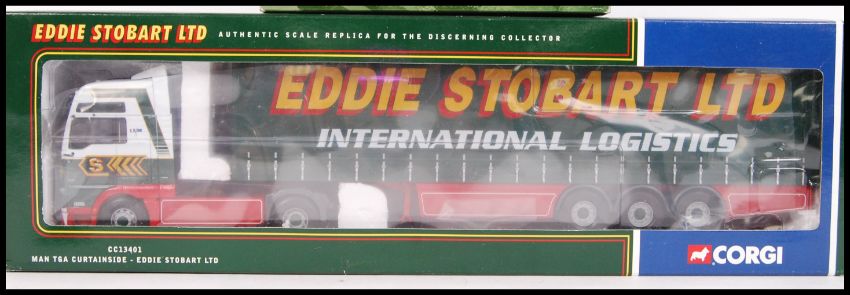 EDDIE STOBART LTD AUTHENTIC SCALE REPLICA FOR THE DISCERNING COLLECTOR
EDDIE STOBART LTD
INTERNATIONAL LOGISTICS
S
CC13401
MAN TGA CURTAINSIDE - EDDIE STOBART LTD
CORGI